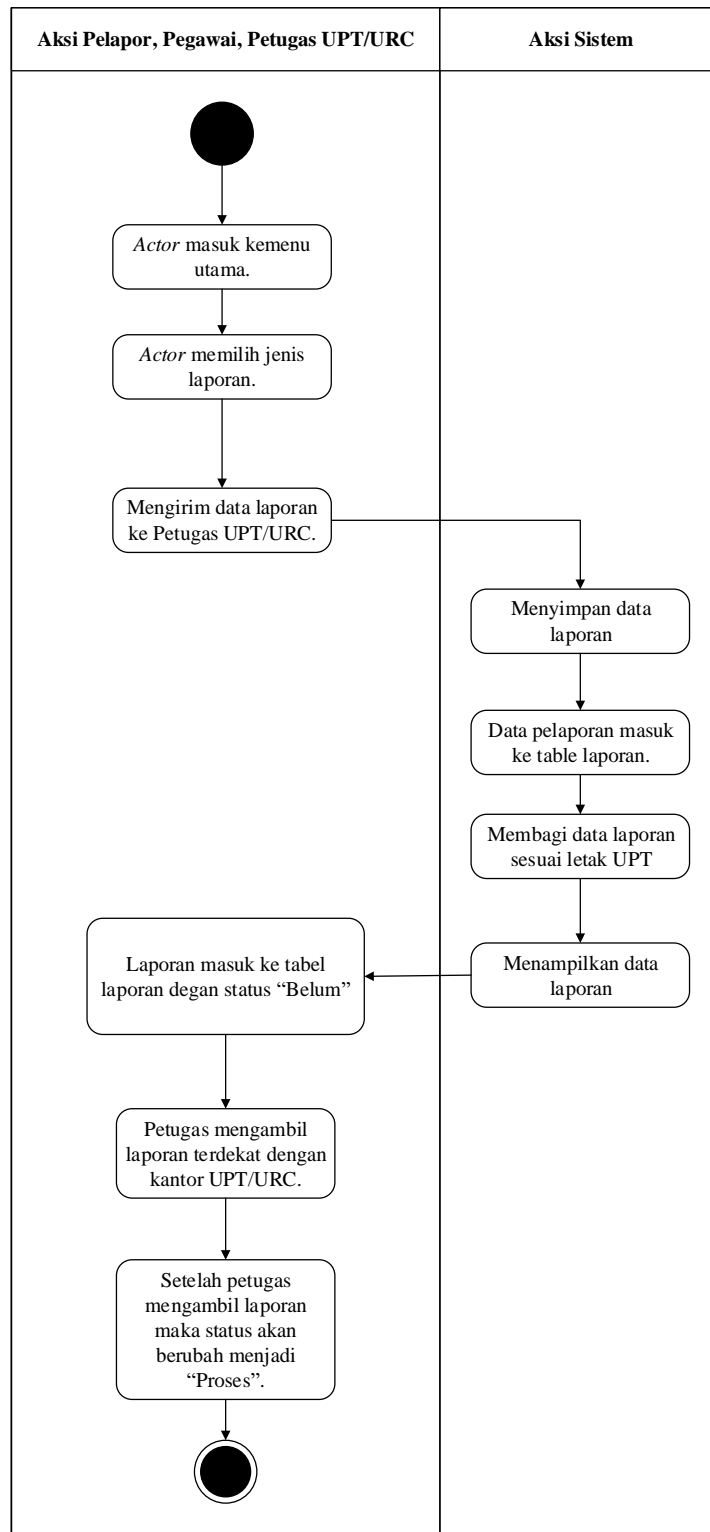 Aksi Pelapor, Pegawai, Petugas UPT/URC
Aksi Sistem
Actor masuk kemenu
utama.
Actor memilih jenis
laporan.
Mengirim data laporan
ke Petugas UPT/URC.
Menyimpan data
laporan
Data pelaporan masuk
ke table laporan.
Membagi data laporan
sesuai letak UPT
Menampilkan data
laporan
Laporan masuk ke tabel
laporan degan status “Belum”
Petugas mengambil
laporan terdekat dengan
kantor UPT/URC.
Setelah petugas
mengambil laporan
maka status akan
berubah menjadi
“Proses”.